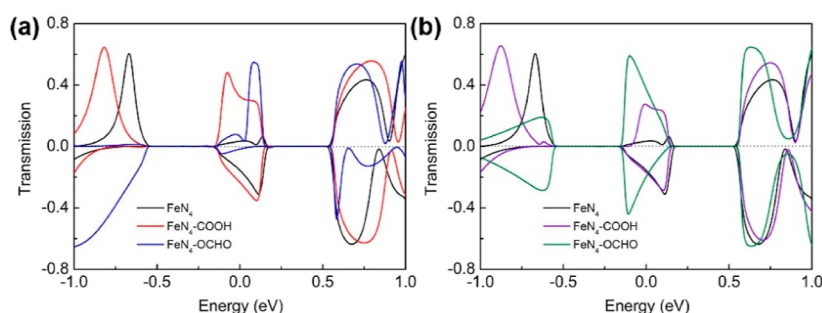 (a)
0.8
0.4
0.0
-0.4
-0.8
Transmission
FeN₄
FeN₄-COOH
FeN₄-OCHO
-1.0 -0.5 0.0 0.5 1.0
Energy (eV)
(b)
0.8
0.4
0.0
-0.4
-0.8
Transmission
FeN₄
FeN₄-COOH
FeN₄-OCHO
-1.0 -0.5 0.0 0.5 1.0
Energy (eV)